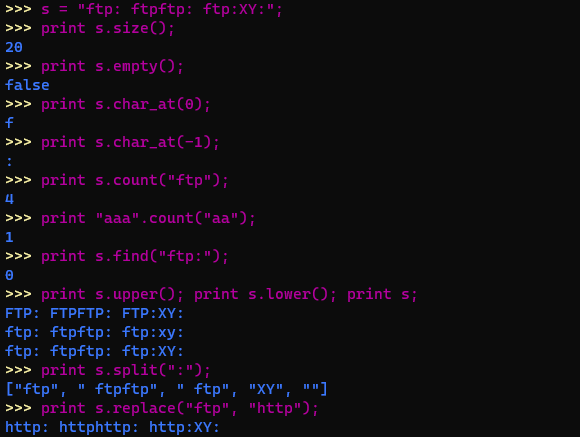 >>> s = "ftp: ftpftp: ftp:XY:";
>>> print s.size();
20
>>> print s.empty();
false
>>> print s.char_at(0);
f
>>> print s.char_at(-1);
:
>>> print s.count("ftp");
4
>>> print "aaa".count("aa");
1
>>> print s.find("ftp:");
0
>>> print s.upper(); print s.lower(); print s;
FTP: FTPFTP: FTP:XY:
ftp: ftpftp: ftp:xy:
ftp: ftpftp: ftp:XY:
>>> print s.split(":");
["ftp", " ftpftp", " ftp", "XY", ""]
>>> print s.replace("ftp", "http");
http: httphttp: http:XY: